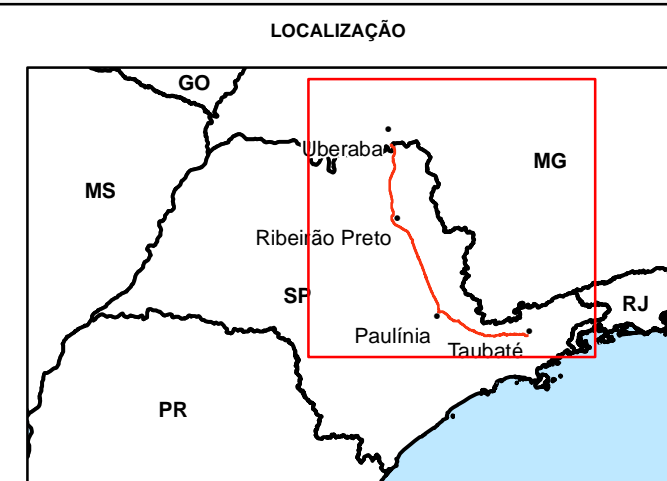 LOCALIZAÇÃO
GO
Uberaba
MG
MS
Ribeirão Preto
SP
RJ
Paulínia
Taubaté
PR